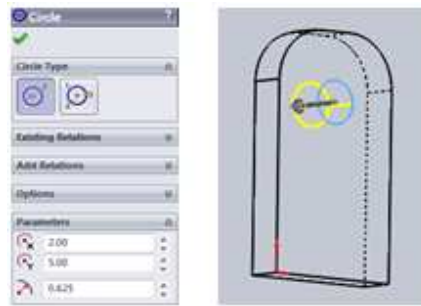 Circle ?
Circle Type
Existing Relations
Add Relations
Options
Parameters
2.00
5.00
0.625